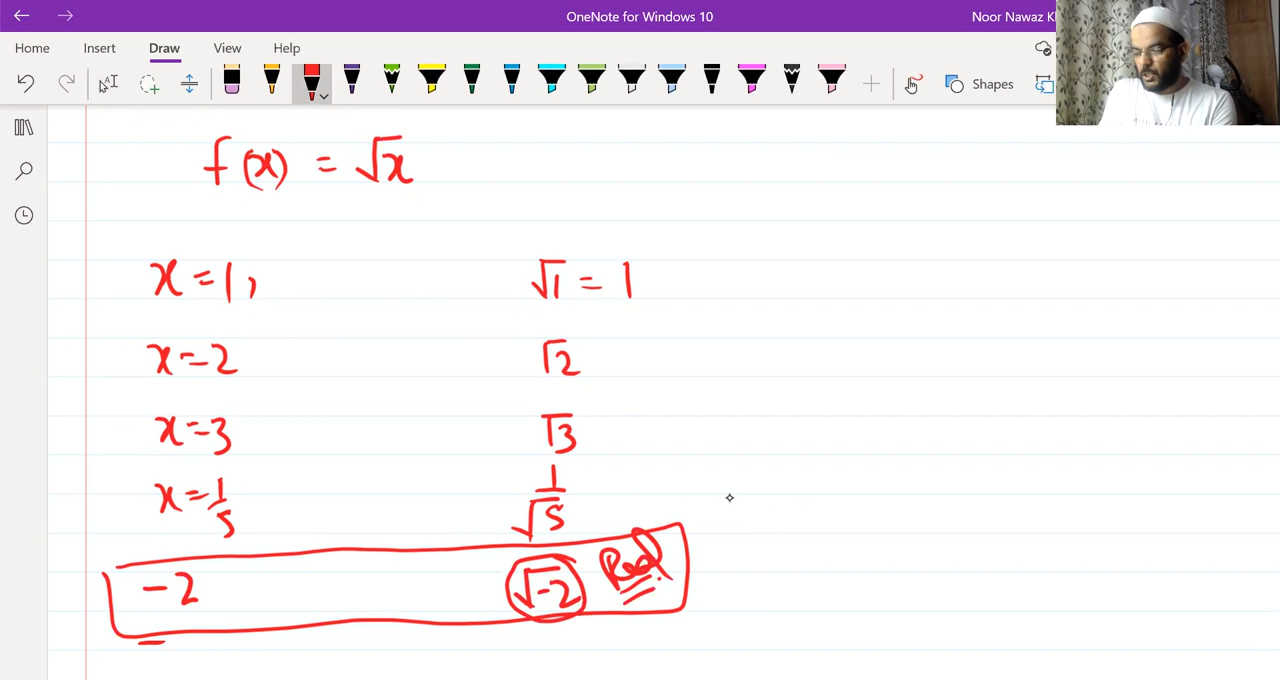 OneNote for Windows 10
Noor Nawaz Kh
Home Insert Draw View Help
Shapes
f(x) = √x
x = 1, √1 = 1
x = 2 √2
x = 3 √3
x = 1/5 1/√5
-2 √-2 Real